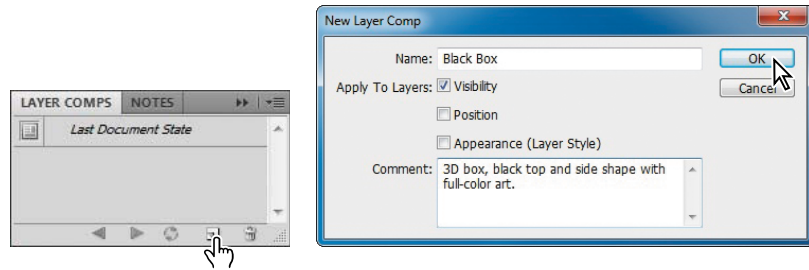 LAYER COMPS NOTES
Last Document State
New Layer Comp
Name: Black Box
OK
Apply To Layers: Visibility
Cancel
Position
Appearance (Layer Style)
Comment: 3D box, black top and side shape with
full-color art.